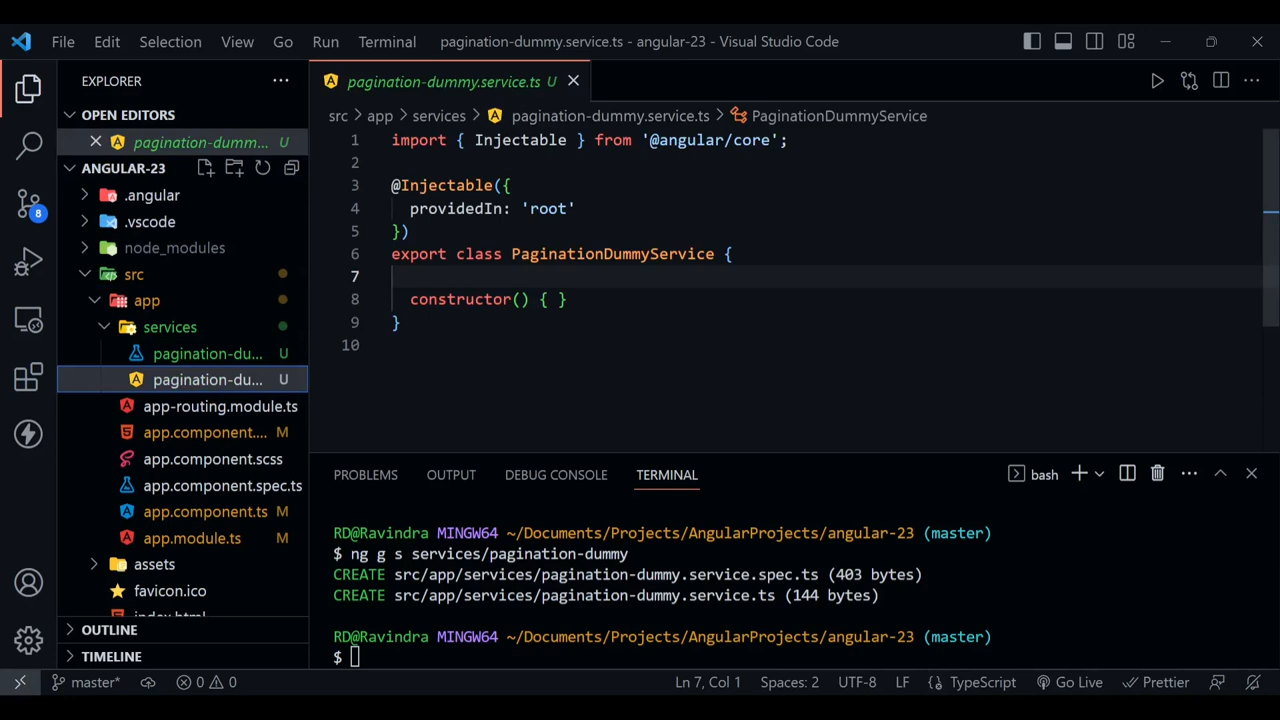 File Edit Selection View Go Run Terminal pagination-dummy.service.ts - angular-23 - Visual Studio Code
EXPLORER
OPEN EDITORS
pagination-dumm... U
ANGULAR-23
.angular
.vscode
node_modules
src
app
services
pagination-du... U
pagination-du... U
app-routing.module.ts
app.component.... M
app.component.scss
app.component.spec.ts
app.component.ts M
app.module.ts M
assets
favicon.ico
index.html
OUTLINE
TIMELINE
8
pagination-dummy.service.ts U
src > app > services > pagination-dummy.service.ts > PaginationDummyService
1 import { Injectable } from '@angular/core';
2
3 @Injectable({
4 providedIn: 'root'
5 })
6 export class PaginationDummyService {
7
8 constructor() { }
9 }
10
PROBLEMS OUTPUT DEBUG CONSOLE TERMINAL bash
RD@Ravindra MINGW64 ~/Documents/Projects/AngularProjects/angular-23 (master)
$ ng g s services/pagination-dummy
CREATE src/app/services/pagination-dummy.service.spec.ts (403 bytes)
CREATE src/app/services/pagination-dummy.service.ts (144 bytes)
RD@Ravindra MINGW64 ~/Documents/Projects/AngularProjects/angular-23 (master)
$
master* 0 0 Ln 7, Col 1 Spaces: 2 UTF-8 LF TypeScript Go Live Prettier